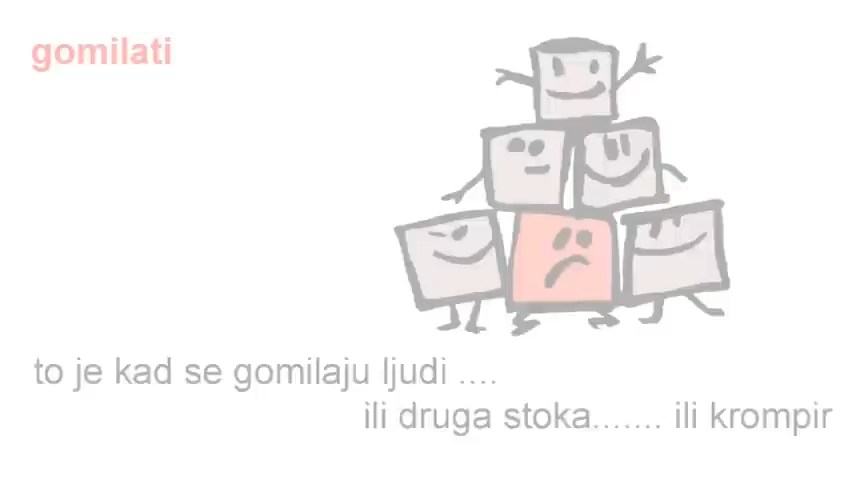 gomilati
to je kad se gomilaju ljudi ....
ili druga stoka....... ili krompir